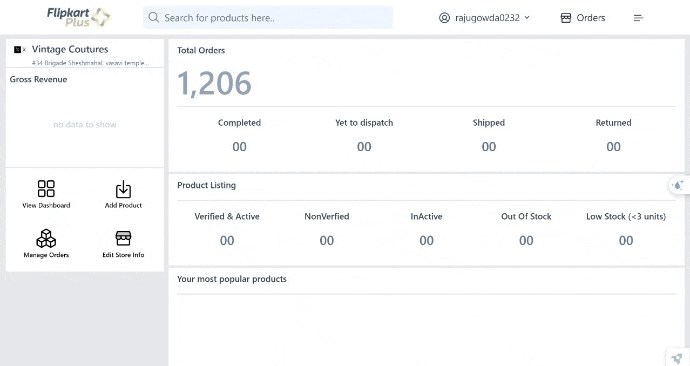 Flipkart
Plus
Search for products here..
rajugowda0232
Orders
Vintage Coutures
#34 Brigade Sheshmahal, vasavi temple...
Gross Revenue
no data to show
View Dashboard
Add Product
Manage Orders
Edit Store Info
Total Orders
1,206
Completed
Yet to dispatch
Shipped
Returned
00
00
00
00
Product Listing
Verified & Active
NonVerfied
InActive
Out Of Stock
Low Stock (<3 units)
00
00
00
00
00
Your most popular products